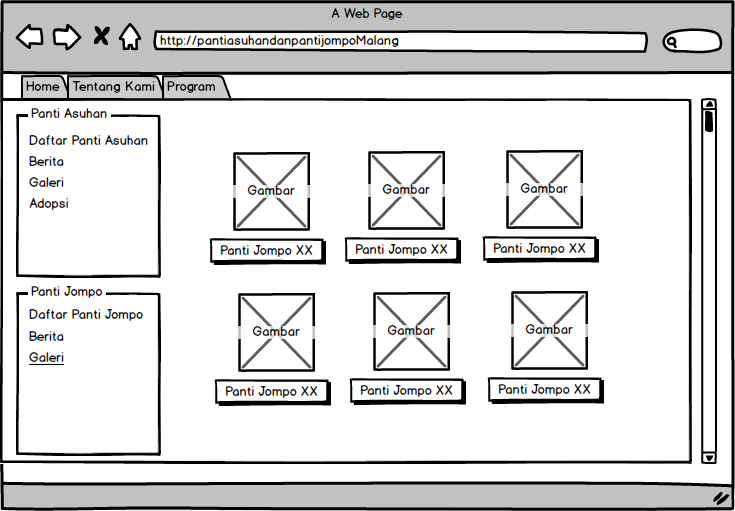 A Web Page
http://pantiasuhandanpantijompoMalang
Home
Tentang Kami
Program
Panti Asuhan
Daftar Panti Asuhan
Berita
Galeri
Adopsi
Panti Jompo
Daftar Panti Jompo
Berita
Galeri
Gambar
Gambar
Gambar
Panti Jompo XX
Panti Jompo XX
Panti Jompo XX
Gambar
Gambar
Gambar
Panti Jompo XX
Panti Jompo XX
Panti Jompo XX